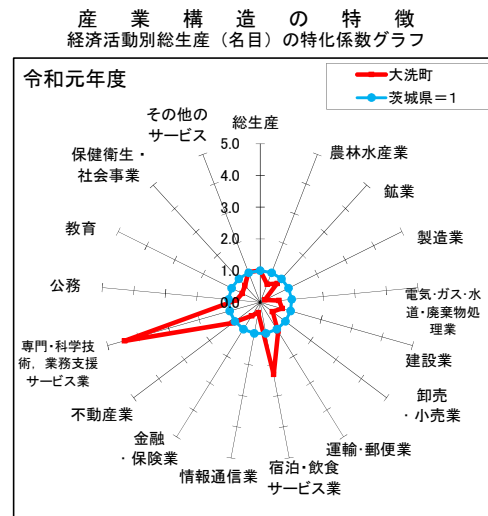 産業構造の特徴
経済活動別総生産（名目）の特化係数グラフ
令和元年度
大洗町
茨城県＝1
総生産
農林水産業
鉱業
製造業
電気・ガス・水
道・廃棄物処
理業
建設業
卸売
・小売業
運輸・郵便業
宿泊・飲食
サービス業
情報通信業
金融
・保険業
不動産業
専門・科学技
術，業務支援
サービス業
公務
教育
保健衛生・
社会事業
その他の
サービス
5.0
4.0
3.0
2.0
1.0
0.0